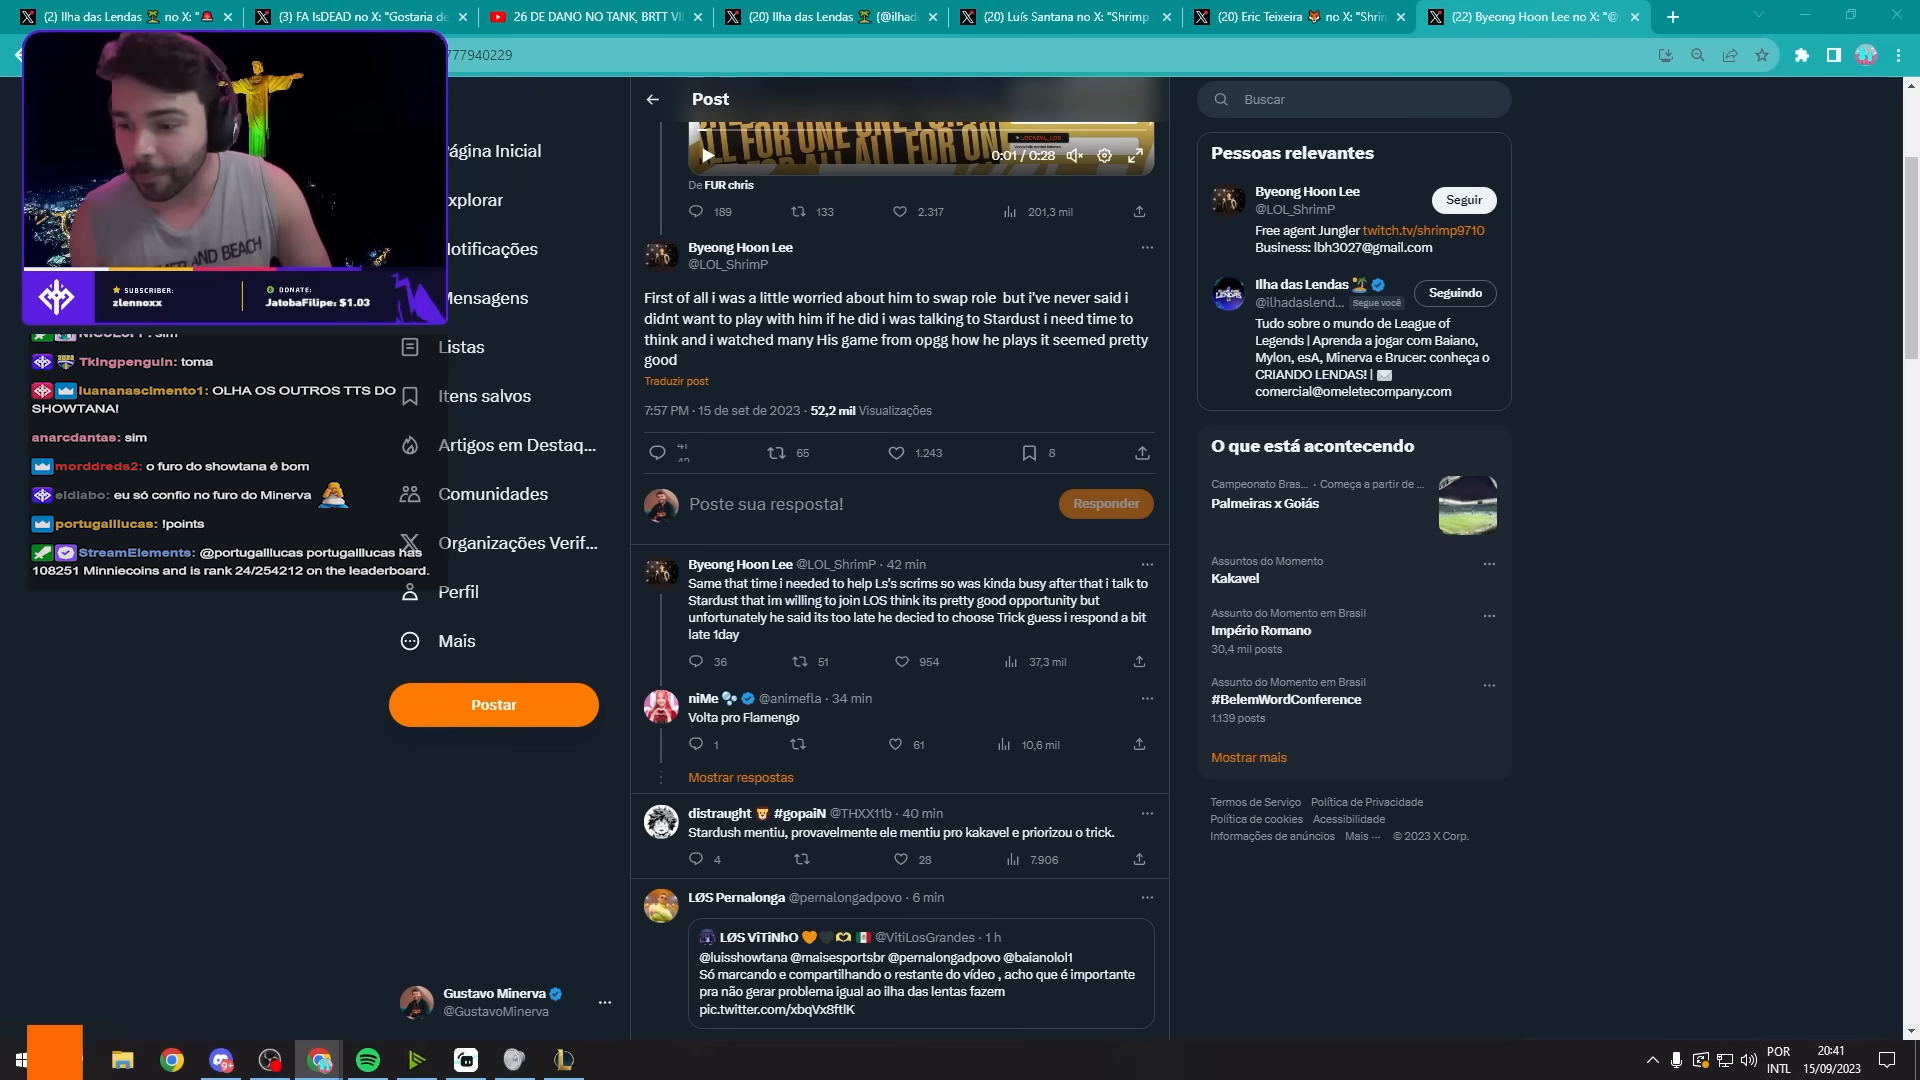 (2) Ilha das Lendas no X: "
(3) FA IsDEAD no X: "Gostaria de
26 DE DANO NO TANK, BRTT VI
(20) Ilha das Lendas (@ilhad
(20) Luís Santana no X: "Shrimp
(20) Eric Teixeira no X: "Shrin
(22) Byeong Hoon Lee no X: "@
777940229
SUBSCRIBER:
zlennoxx
DONATE:
JatobaFilipe: $1.03
Tkingpenguin: toma
luananascimento1: OLHA OS OUTROS TTS DO
SHOWTANA!
anarcdantas: sim
morddreds2: o furo do showtana é bom
eidiabo: eu só confio no furo do Minerva
portugalllucas: !points
StreamElements: @portugalllucas portugalllucas has
108251 Minniecoins and is rank 24/254212 on the leaderboard.
ágina Inicial
xplorar
otificações
Mensagens
Listas
Itens salvos
Artigos em Destaq...
Comunidades
Organizações Verif...
Perfil
Mais
Postar
Gustavo Minerva
@GustavoMinerva
Post
ALL FOR ONE
0:01 / 0:28
De FUR chris
189 133 2.317 201,3 mil
Byeong Hoon Lee
@LOL_ShrimP
First of all i was a little worried about him to swap role but i've never said i
didnt want to play with him if he did i was talking to Stardust i need time to
think and i watched many His game from opgg how he plays it seemed pretty
good
Traduzir post
7:57 PM · 15 de set de 2023 · 52,2 mil Visualizações
65 1.243 8
Poste sua resposta!
Responder
Byeong Hoon Lee @LOL_ShrimP · 42 min
Same that time i needed to help Ls's scrims so was kinda busy after that i talk to
Stardust that im willing to join LOS think its pretty good opportunity but
unfortunately he said its too late he decied to choose Trick guess i respond a bit
late 1day
36 51 954 37,3 mil
niMe @animefla · 34 min
Volta pro Flamengo
1 61 10,6 mil
Mostrar respostas
distraught #gopaiN @THXX11b · 40 min
Stardush mentiu, provavelmente ele mentiu pro kakavel e priorizou o trick.
4 28 7.906
LØS Pernalonga @pernalongadpovo · 6 min
LØS ViTiNhO @VitiLosGrandes · 1 h
@luisshowtana @maisesportsbr @pernalongadpovo @baianolol1
Só marcando e compartilhando o restante do vídeo , acho que é importante
pra não gerar problema igual ao ilha das lentas fazem
pic.twitter.com/xbqVx8ftlK
Buscar
Pessoas relevantes
Byeong Hoon Lee
@LOL_ShrimP
Seguir
Free agent Jungler twitch.tv/shrimp9710
Business: lbh3027@gmail.com
Ilha das Lendas
@ilhadaslend... Segue você
Seguindo
Tudo sobre o mundo de League of
Legends | Aprenda a jogar com Baiano,
Mylon, esA, Minerva e Brucer: conheça o
CRIANDO LENDAS! |
comercial@omeletecompany.com
O que está acontecendo
Campeonato Bras... · Começa a partir de ...
Palmeiras x Goiás
Assuntos do Momento
Kakavel
Assunto do Momento em Brasil
Império Romano
30,4 mil posts
Assunto do Momento em Brasil
#BelemWordConference
1.139 posts
Mostrar mais
Termos de Serviço Política de Privacidade
Política de cookies Acessibilidade
Informações de anúncios Mais ··· © 2023 X Corp.
9+
POR
INTL
20:41
15/09/2023